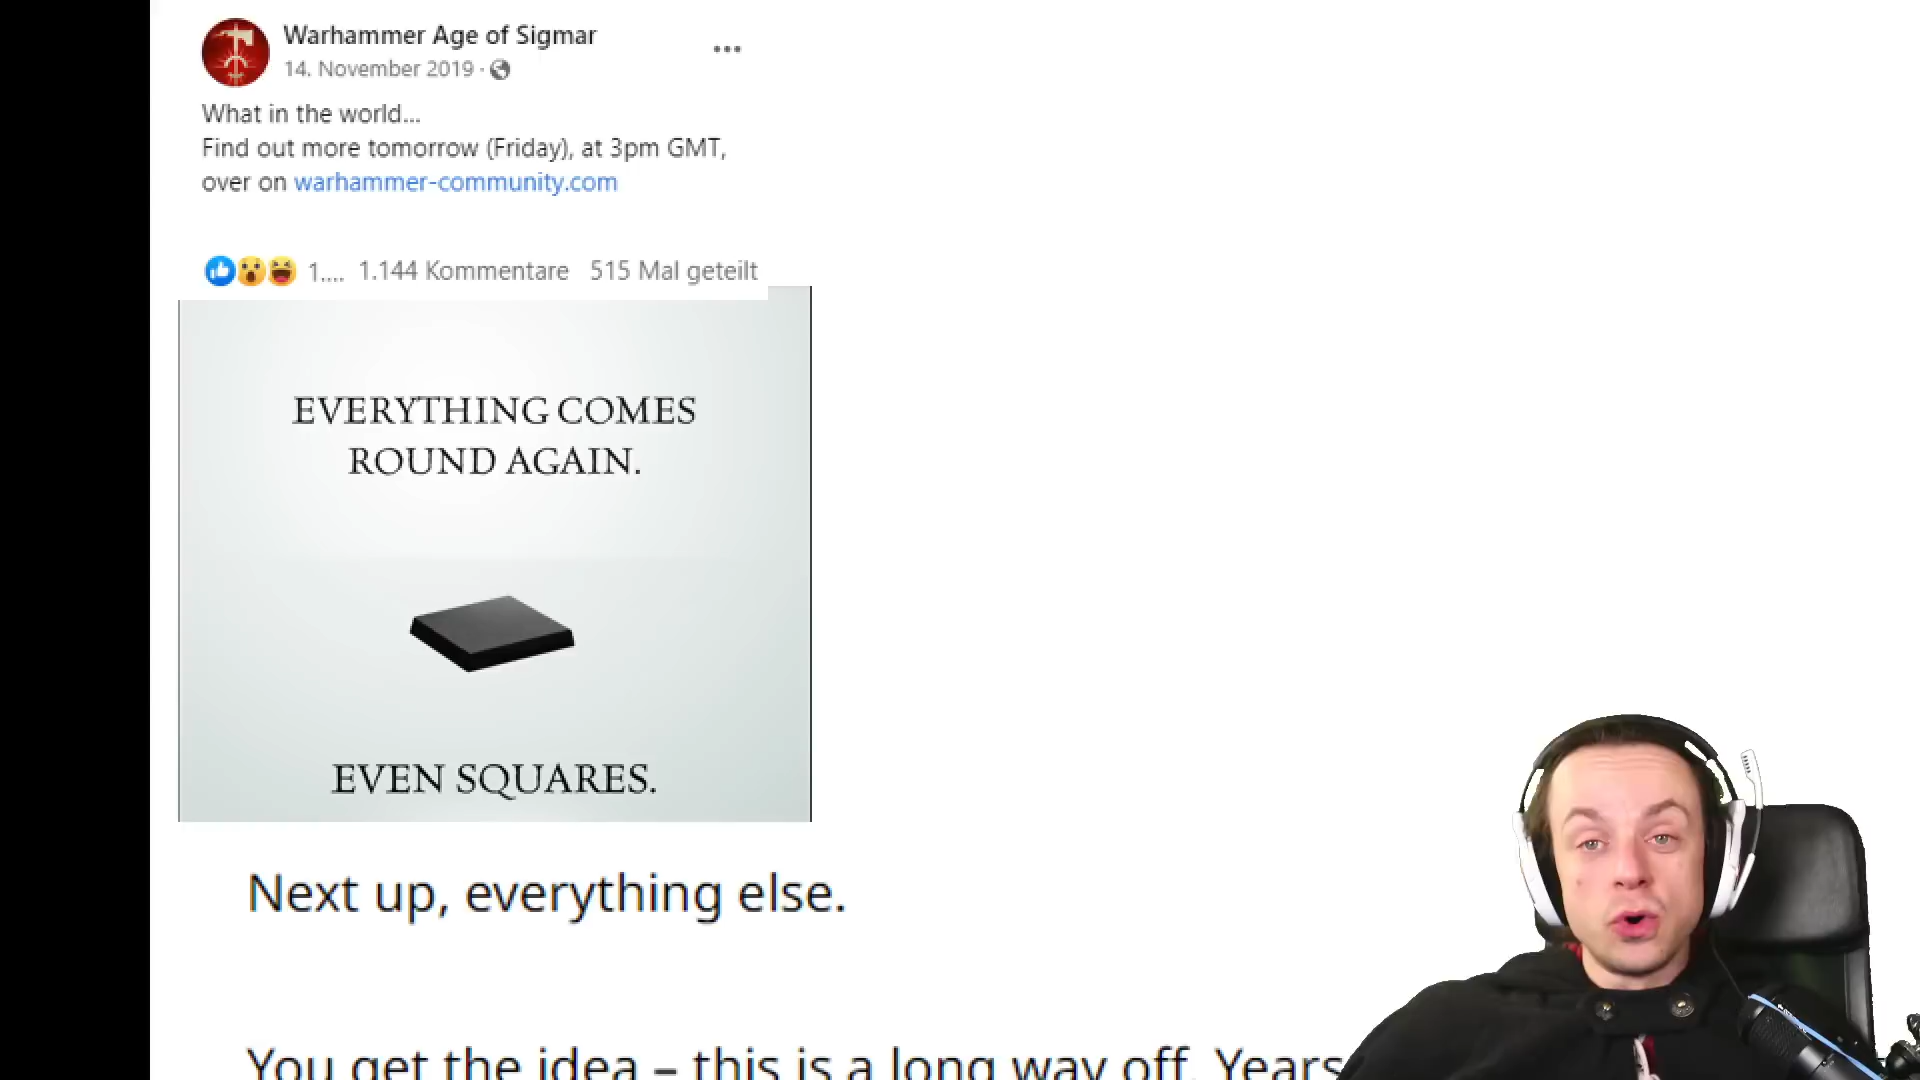 Warhammer Age of Sigmar
14. November 2019 ·
What in the world...
Find out more tomorrow (Friday), at 3pm GMT,
over on warhammer-community.com
1.... 1.144 Kommentare 515 Mal geteilt
EVERYTHING COMES
ROUND AGAIN.
EVEN SQUARES.
Next up, everything else.
You get the idea – this is a long way off. Years